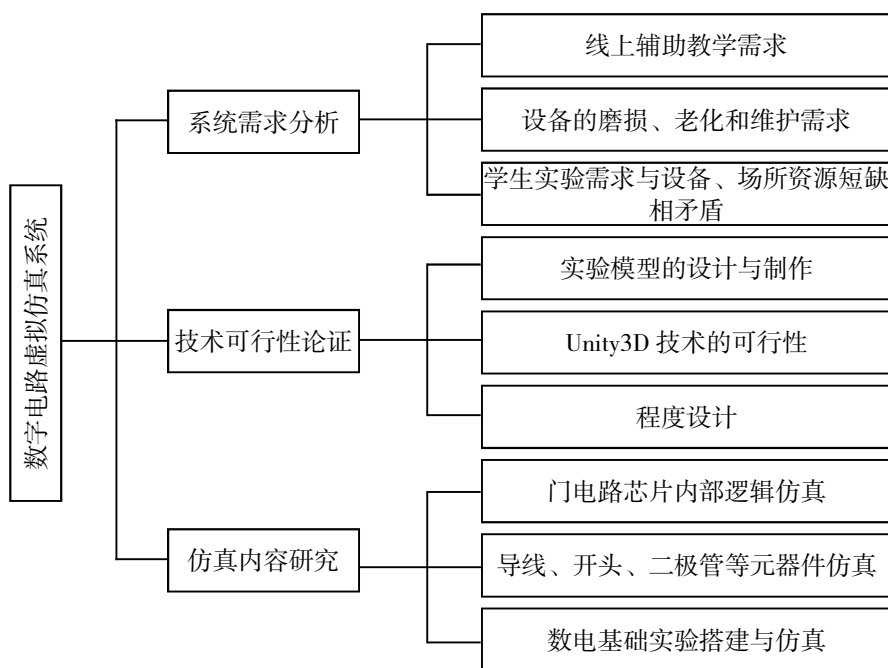 数字电路虚拟仿真系统
系统需求分析
线上辅助教学需求
设备的磨损、老化和维护需求
学生实验需求与设备、场所资源短缺
相矛盾
技术可行性论证
实验模型的设计与制作
Unity3D 技术的可行性
程度设计
仿真内容研究
门电路芯片内部逻辑仿真
导线、开头、二极管等元器件仿真
数电基础实验搭建与仿真